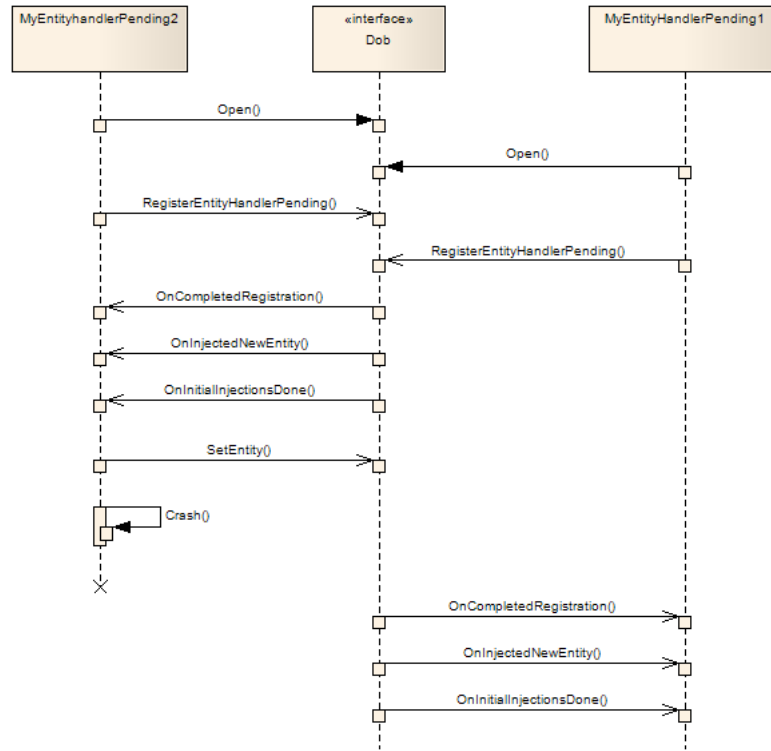 MyEntityhandlerPending2
«interface»
Dob
MyEntityHandlerPending1
Open()
Open()
RegisterEntityHandlerPending()
RegisterEntityHandlerPending()
OnCompletedRegistration()
OnInjectedNewEntity()
OnInitialInjectionsDone()
SetEntity()
Crash()
OnCompletedRegistration()
OnInjectedNewEntity()
OnInitialInjectionsDone()